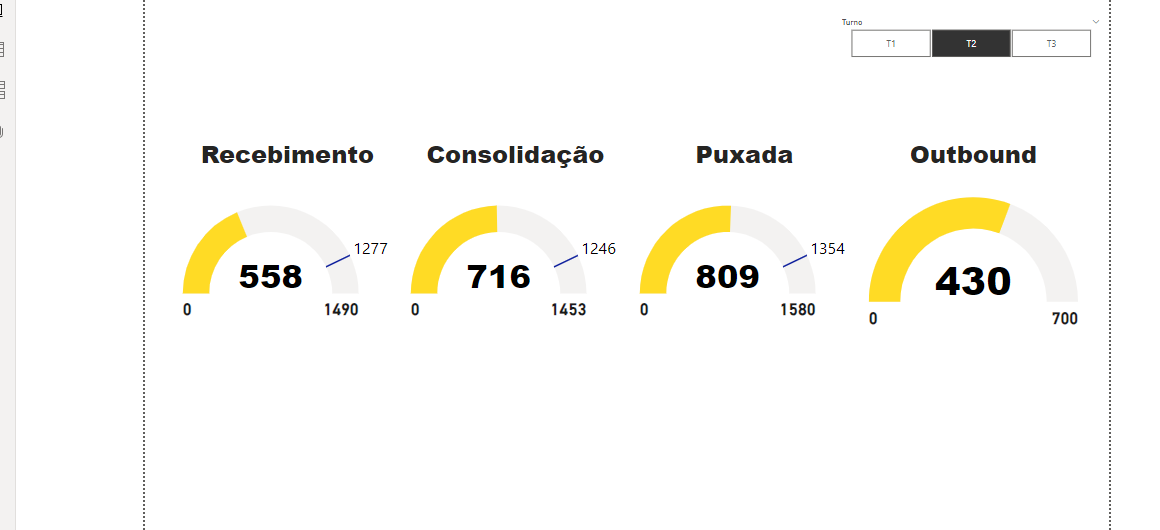 Turno
T1 T2 T3
Recebimento Consolidação Puxada Outbound
1277 1246 1354
558 716 809 430
0 1490 0 1453 0 1580 0 700